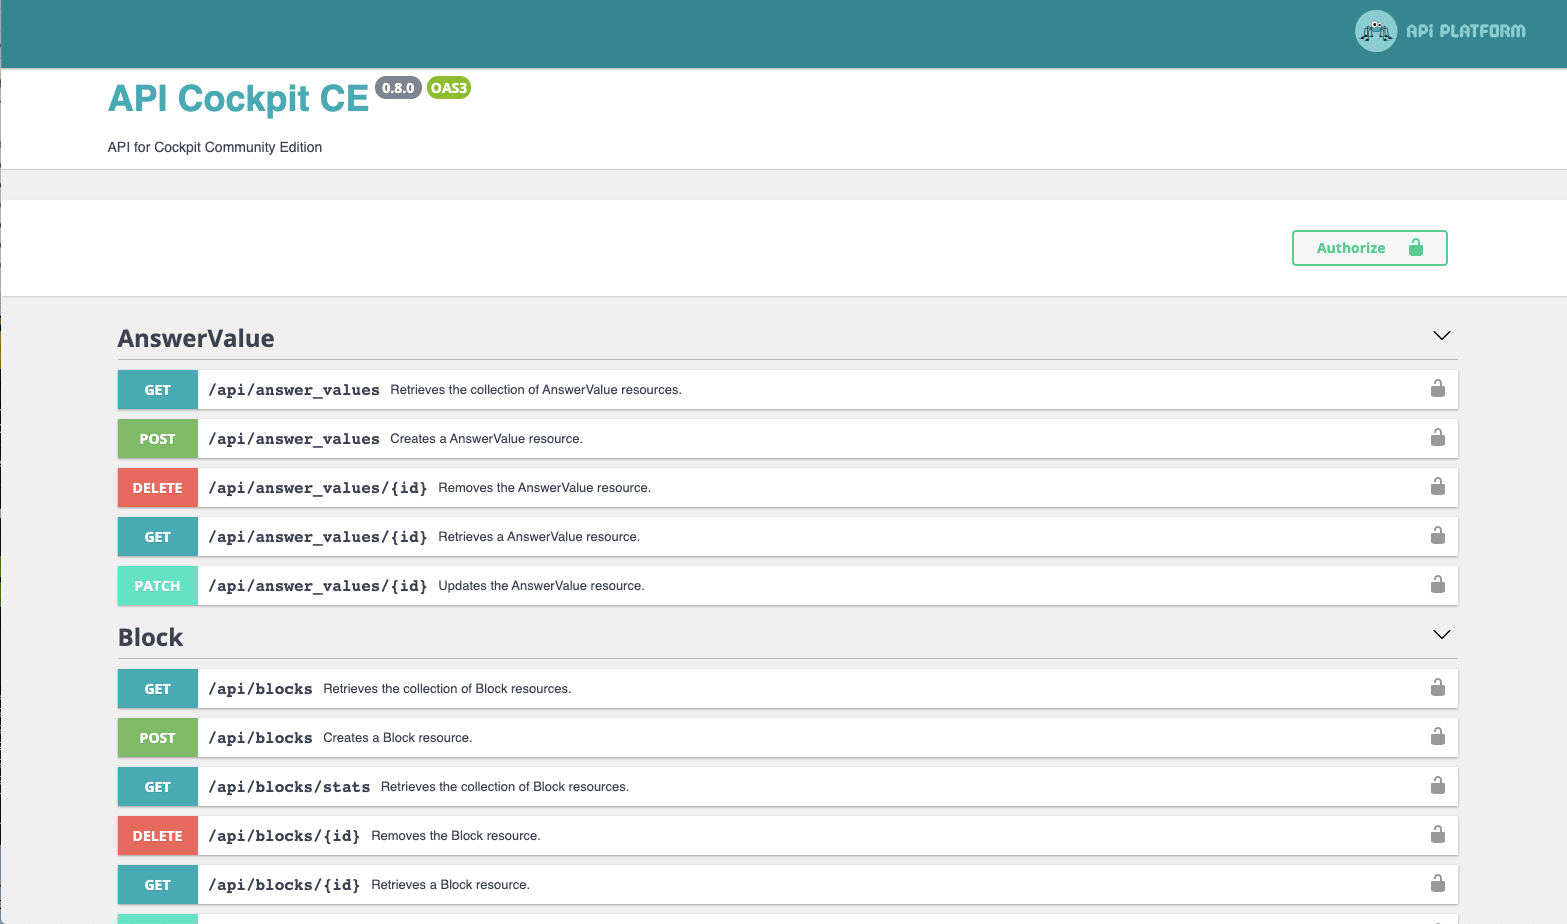 API PLATFORM
API Cockpit CE 0.8.0 OAS3
API for Cockpit Community Edition
Authorize
AnswerValue
GET /api/answer_values Retrieves the collection of AnswerValue resources.
POST /api/answer_values Creates a AnswerValue resource.
DELETE /api/answer_values/{id} Removes the AnswerValue resource.
GET /api/answer_values/{id} Retrieves a AnswerValue resource.
PATCH /api/answer_values/{id} Updates the AnswerValue resource.
Block
GET /api/blocks Retrieves the collection of Block resources.
POST /api/blocks Creates a Block resource.
GET /api/blocks/stats Retrieves the collection of Block resources.
DELETE /api/blocks/{id} Removes the Block resource.
GET /api/blocks/{id} Retrieves a Block resource.